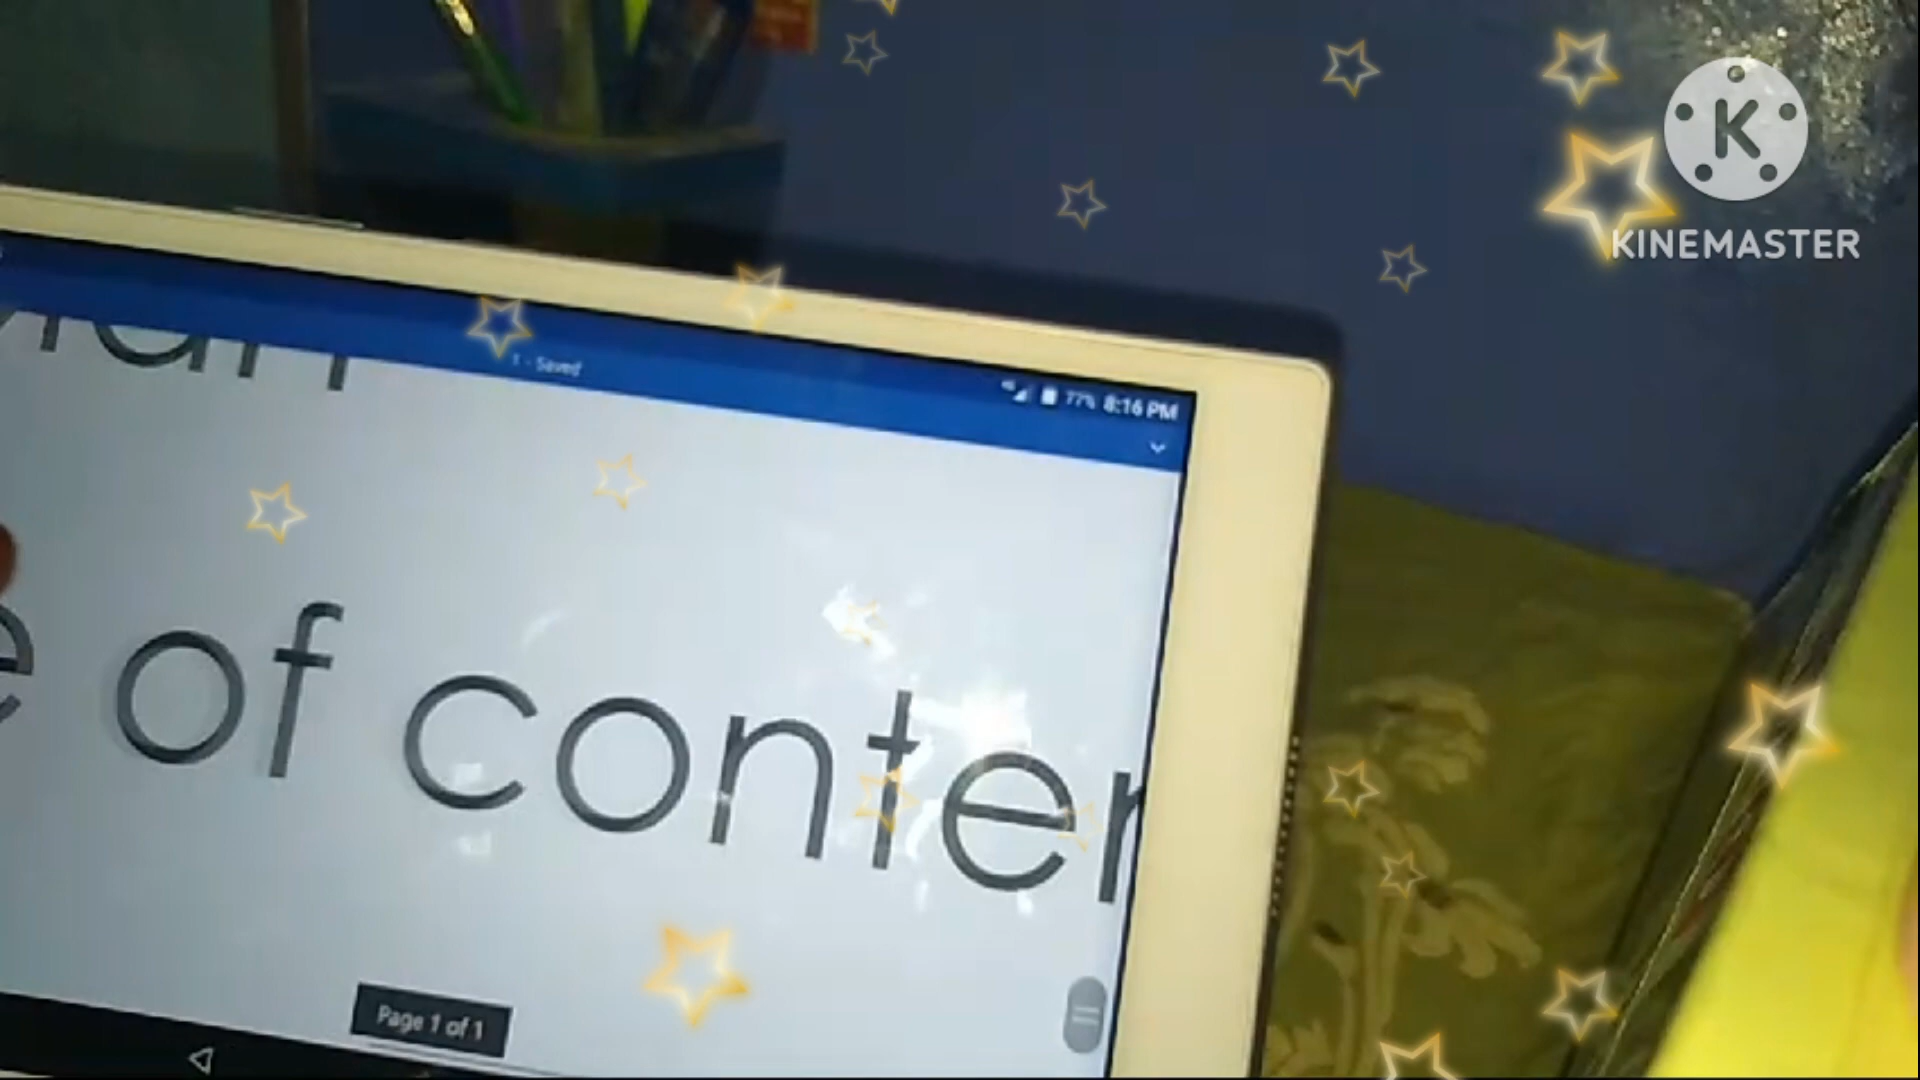 K
KINEMASTER
1 - Saved
77% 8:16 PM
of conter
Page 1 of 1